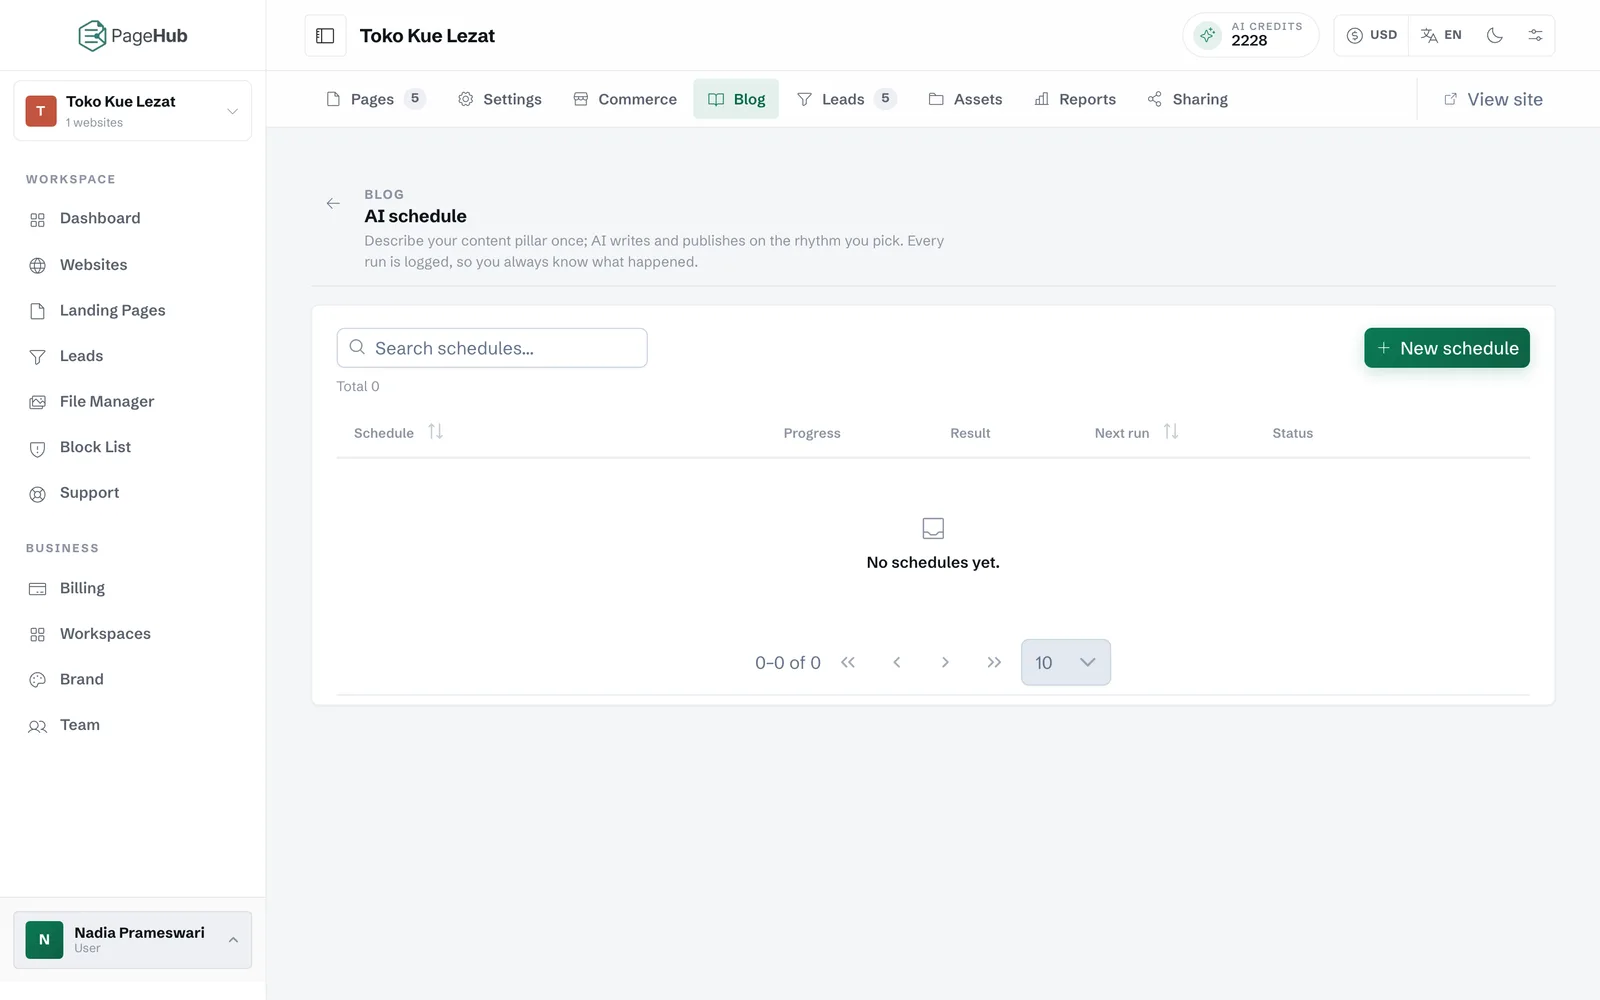 PageHub
Toko Kue Lezat
AI CREDITS
2228
USD
EN
T
Toko Kue Lezat
1 websites
Pages 5
Settings
Commerce
Blog
Leads 5
Assets
Reports
Sharing
View site
WORKSPACE
Dashboard
Websites
Landing Pages
Leads
File Manager
Block List
Support
BUSINESS
Billing
Workspaces
Brand
Team
N
Nadia Prameswari
User
BLOG
AI schedule
Describe your content pillar once; AI writes and publishes on the rhythm you pick. Every
run is logged, so you always know what happened.
Search schedules...
New schedule
Total 0
Schedule Progress Result Next run Status
No schedules yet.
0-0 of 0
10